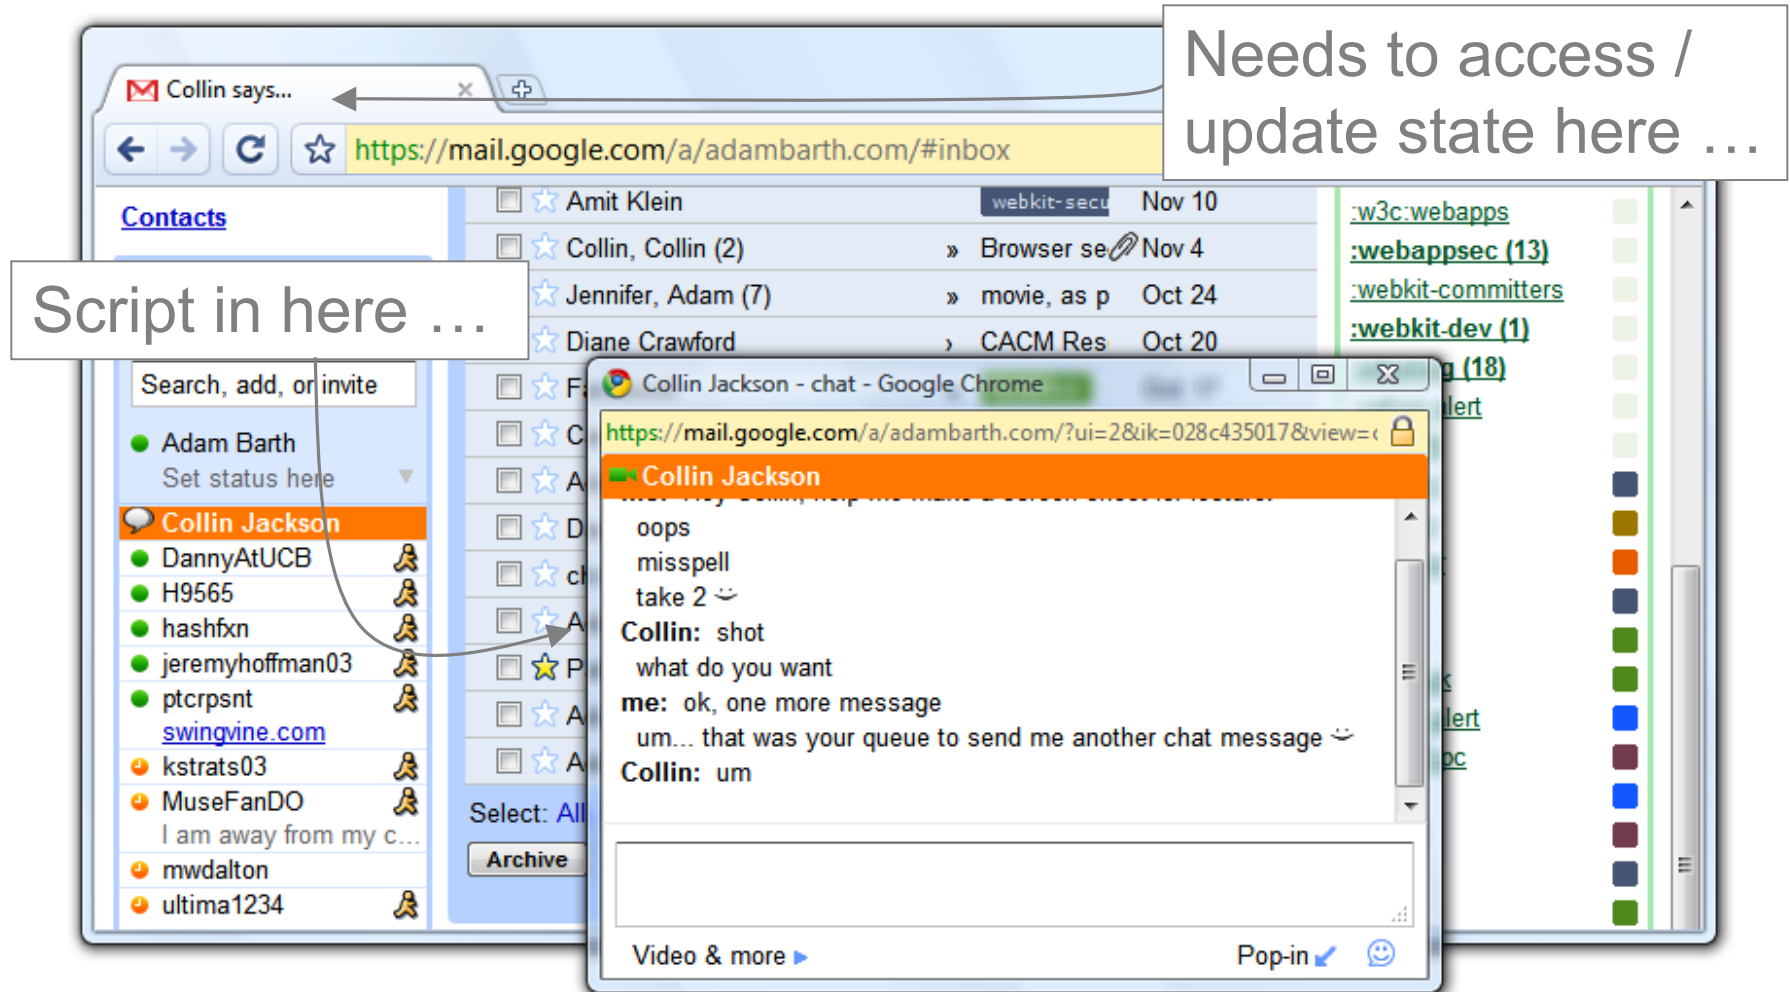 Needs to access /
update state here …
Collin says...
https://mail.google.com/a/adambarth.com/#inbox
Contacts
Script in here …
Search, add, or invite
Adam Barth
Set status here
Collin Jackson
DannyAtUCB
H9565
hashfxn
jeremyhoffman03
ptcrpsnt
swingvine.com
kstrats03
MuseFanDO
I am away from my c...
mwdalton
ultima1234
Amit Klein webkit-secu Nov 10
Collin, Collin (2) » Browser se Nov 4
Jennifer, Adam (7) » movie, as p Oct 24
Diane Crawford › CACM Res Oct 20
Select: All
Archive
:w3c:webapps
:webappsec (13)
:webkit-committers
:webkit-dev (1)
(18)
Collin Jackson - chat - Google Chrome
https://mail.google.com/a/adambarth.com/?ui=2&ik=028c435017&view=c
Collin Jackson
oops
misspell
take 2
Collin: shot
what do you want
me: ok, one more message
um... that was your queue to send me another chat message
Collin: um
Video & more
Pop-in